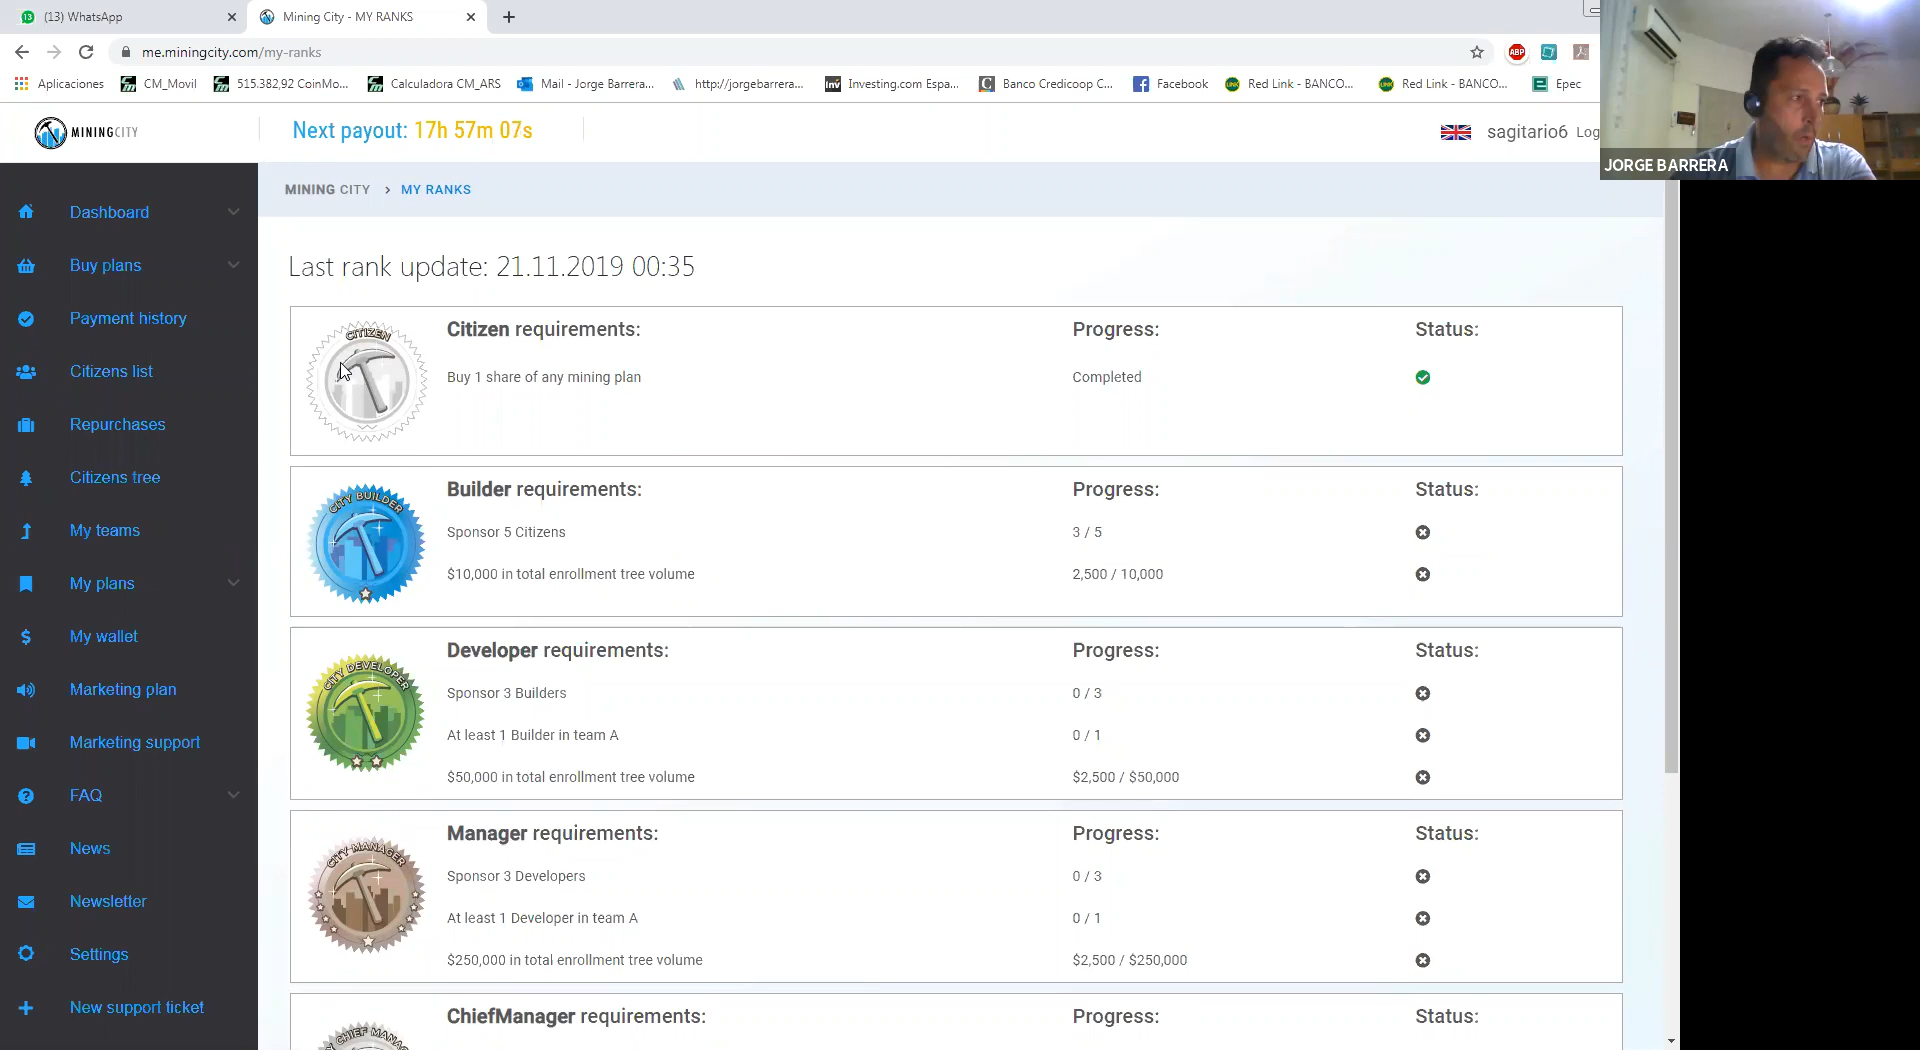 (13) WhatsApp
Mining City - MY RANKS
me.miningcity.com/my-ranks
Aplicaciones
CM_Movil
515.382,92 CoinMo...
Calculadora CM_ARS
Mail - Jorge Barrera...
http://jorgebarrera...
Investing.com Espa...
Banco Credicoop C...
Facebook
Red Link - BANCO...
Red Link - BANCO...
Epec
JORGE BARRERA
MININGCITY
Next payout: 17h 57m 07s
sagitario6 Log
MINING CITY > MY RANKS
Dashboard
Buy plans
Payment history
Citizens list
Repurchases
Citizens tree
My teams
My plans
My wallet
Marketing plan
Marketing support
FAQ
News
Newsletter
Settings
New support ticket
Last rank update: 21.11.2019 00:35
CITIZEN
Citizen requirements: Progress: Status:
Buy 1 share of any mining plan Completed
CITY BUILDER
Builder requirements: Progress: Status:
Sponsor 5 Citizens 3 / 5
$10,000 in total enrollment tree volume 2,500 / 10,000
CITY DEVELOPER
Developer requirements: Progress: Status:
Sponsor 3 Builders 0 / 3
At least 1 Builder in team A 0 / 1
$50,000 in total enrollment tree volume $2,500 / $50,000
CITY MANAGER
Manager requirements: Progress: Status:
Sponsor 3 Developers 0 / 3
At least 1 Developer in team A 0 / 1
$250,000 in total enrollment tree volume $2,500 / $250,000
ChiefManager requirements: Progress: Status: